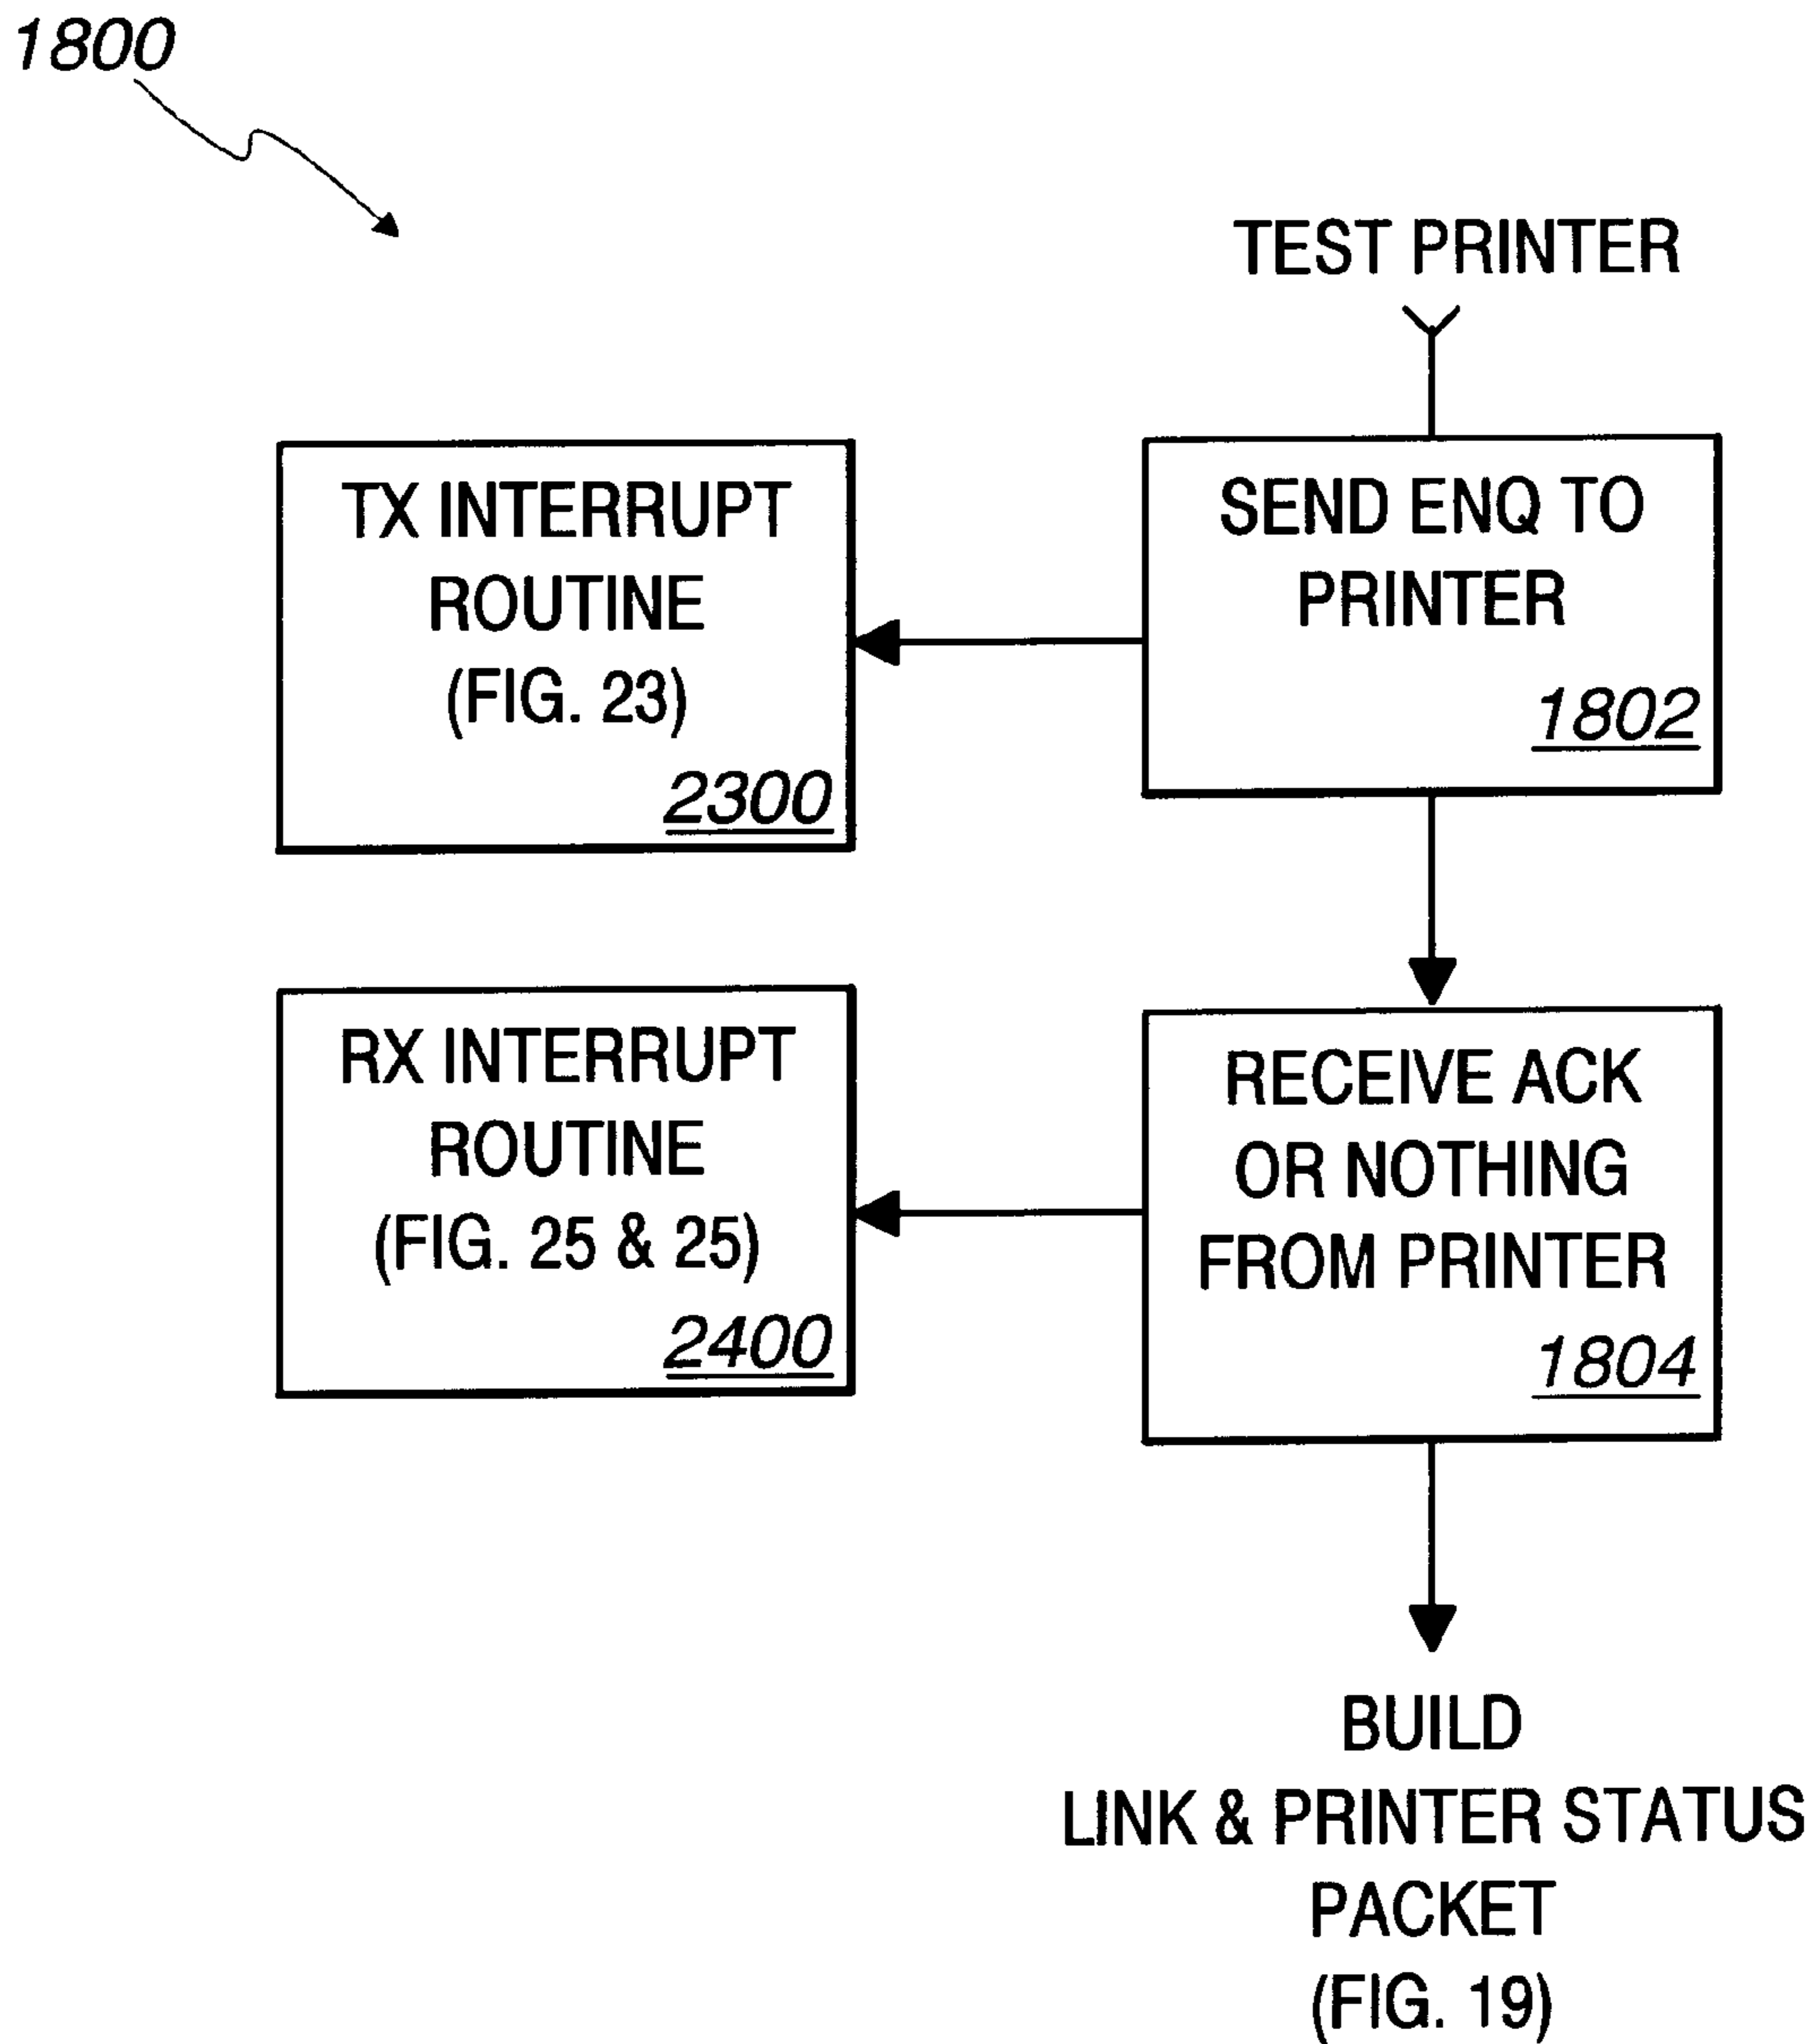 1800
TEST PRINTER
TX INTERRUPT
ROUTINE
(FIG. 23)
2300
SEND ENQ TO
PRINTER
1802
RX INTERRUPT
ROUTINE
(FIG. 25 & 25)
2400
RECEIVE ACK
OR NOTHING
FROM PRINTER
1804
BUILD
LINK & PRINTER STATUS
PACKET
(FIG. 19)